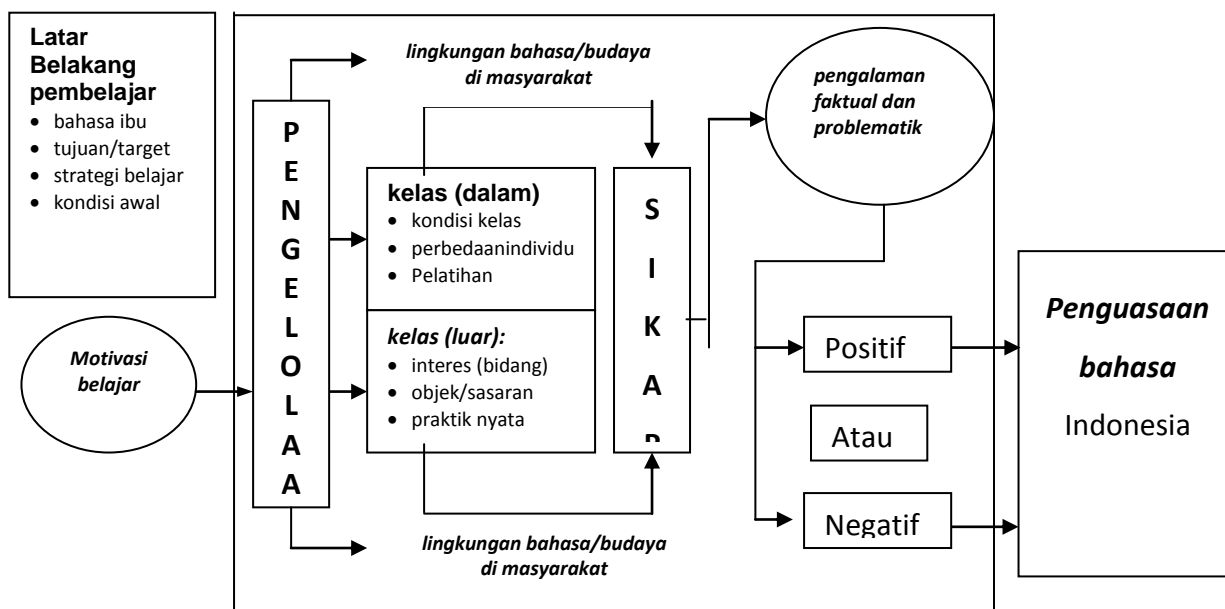 Latar
Belakang
pembelajar
• bahasa ibu
• tujuan/target
• strategi belajar
• kondisi awal
Motivasi
belajar
P
E
N
G
E
L
O
L
A
A
lingkungan bahasa/budaya
di masyarakat
kelas (dalam)
• kondisi kelas
• perbedaanindividu
• Pelatihan
kelas (luar):
• interes (bidang)
• objek/sasaran
• praktik nyata
lingkungan bahasa/budaya
di masyarakat
S
I
K
A
P
pengalaman
faktual dan
problematik
Positif
Atau
Negatif
Penguasaan
bahasa
Indonesia